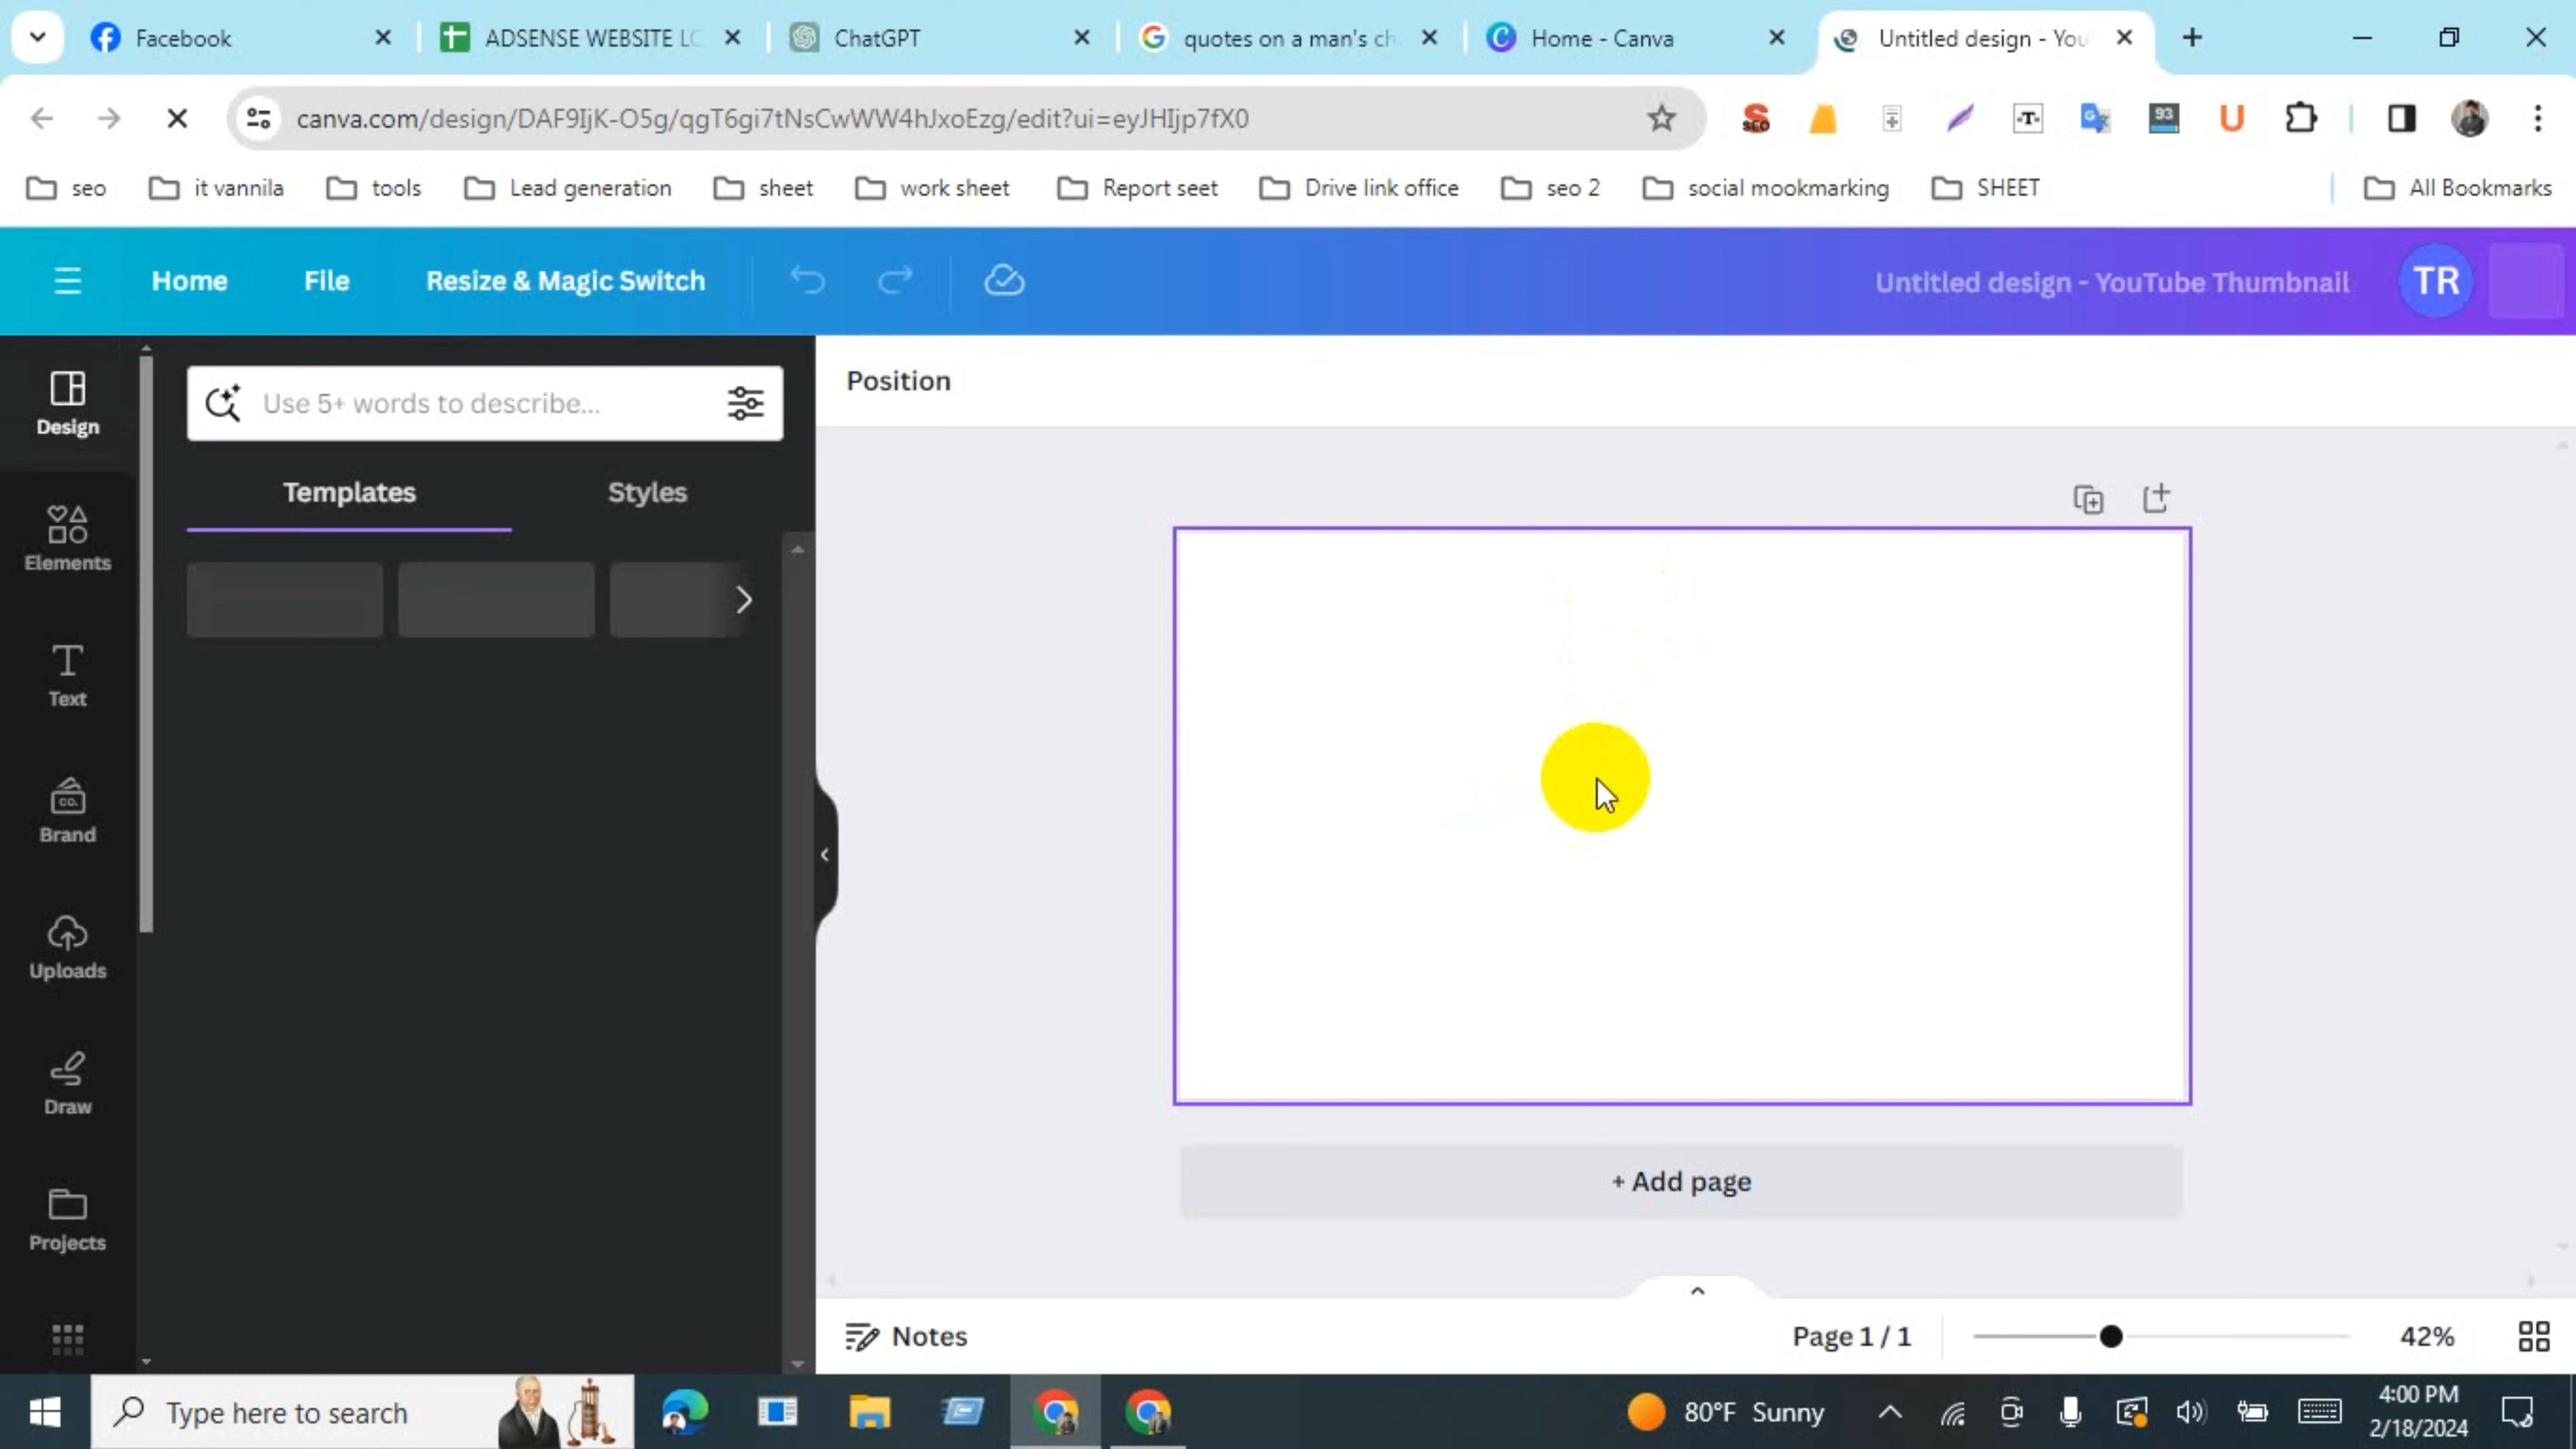 Facebook
ADSENSE WEBSITE LC
ChatGPT
quotes on a man's ch
Home - Canva
Untitled design - You
canva.com/design/DAF9IjK-O5g/qgT6gi7tNsCwWW4hJxoEzg/edit?ui=eyJHIjp7fX0
SEO
93
seo
it vannila
tools
Lead generation
sheet
work sheet
Report seet
Drive link office
seo 2
social mookmarking
SHEET
All Bookmarks
Home
File
Resize & Magic Switch
Untitled design - YouTube Thumbnail
TR
Design
Elements
Text
CO.
Brand
Uploads
Draw
Projects
Use 5+ words to describe...
Templates
Styles
Position
+ Add page
Notes
Page 1 / 1
42%
Type here to search
80°F Sunny
4:00 PM
2/18/2024